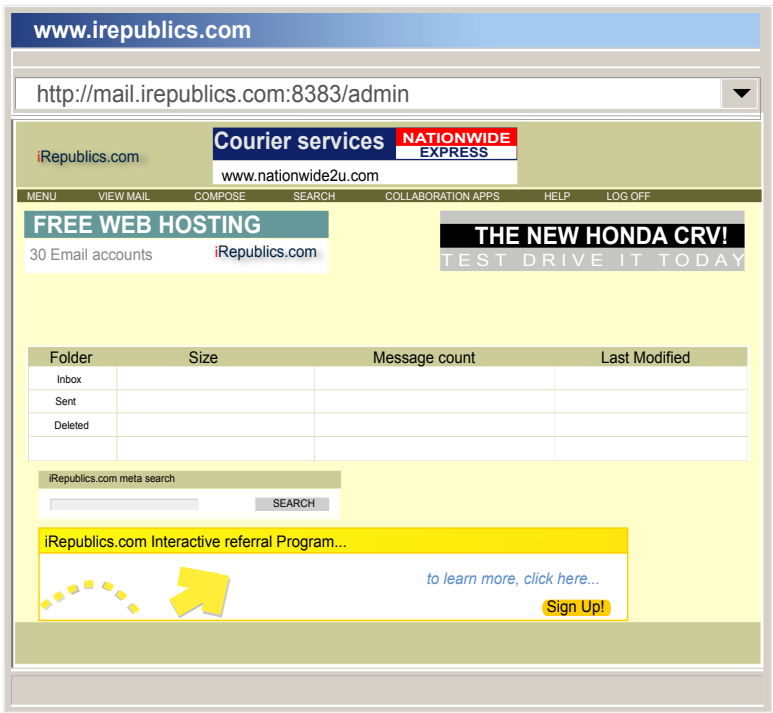 www.irepublics.com
http://mail.irepublics.com:8383/admin
iRepublics.com
Courier services NATIONWIDE EXPRESS
www.nationwide2u.com
MENU VIEW MAIL COMPOSE SEARCH COLLABORATION APPS HELP LOG OFF
FREE WEB HOSTING
30 Email accounts iRepublics.com
THE NEW HONDA CRV!
TEST DRIVE IT TODAY
Folder Size Message count Last Modified
Inbox
Sent
Deleted
iRepublics.com meta search
SEARCH
iRepublics.com Interactive referral Program...
to learn more, click here...
Sign Up!